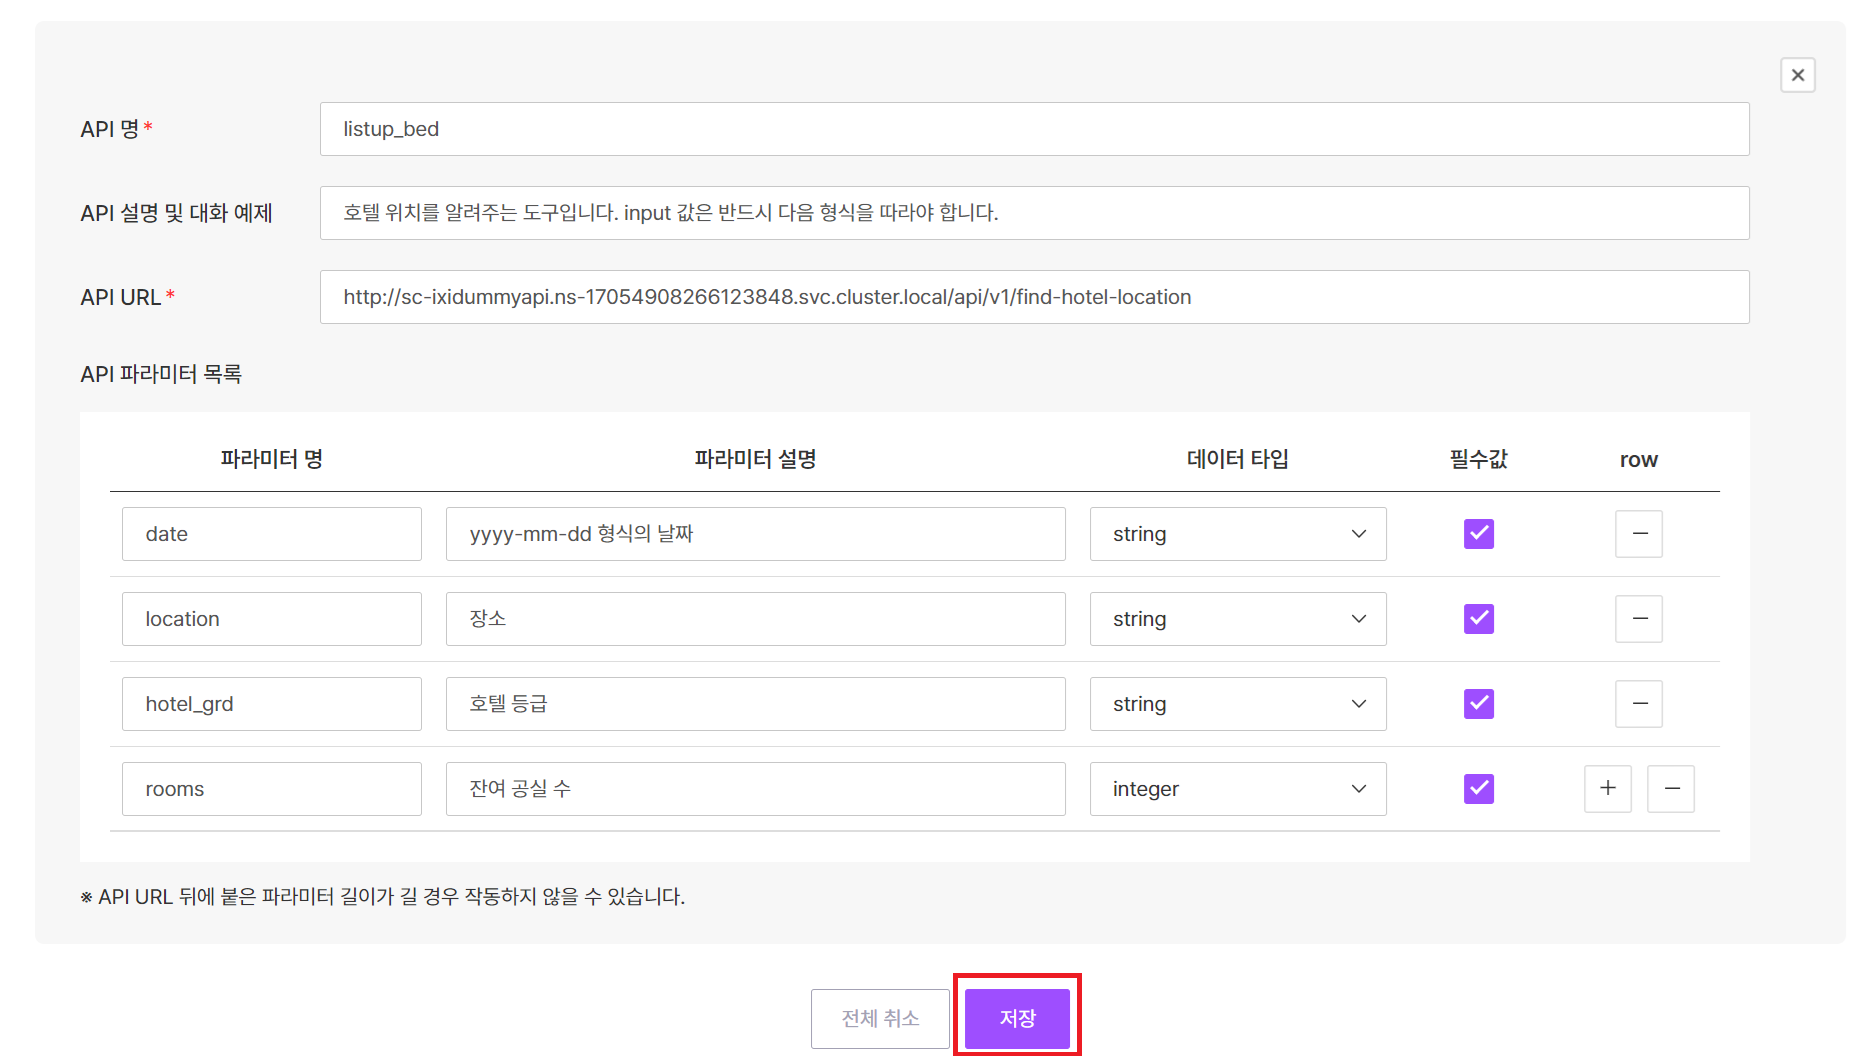 API 명*
listup_bed
API 설명 및 대화 예제
호텔 위치를 알려주는 도구입니다. input 값은 반드시 다음 형식을 따라야 합니다.
API URL*
http://sc-ixidummyapi.ns-17054908266123848.svc.cluster.local/api/v1/find-hotel-location
API 파라미터 목록
파라미터 명 파라미터 설명 데이터 타입 필수값 row
date yyyy-mm-dd 형식의 날짜 string
location 장소 string
hotel_grd 호텔 등급 string
rooms 잔여 공실 수 integer
※ API URL 뒤에 붙은 파라미터 길이가 길 경우 작동하지 않을 수 있습니다.
전체 취소 저장